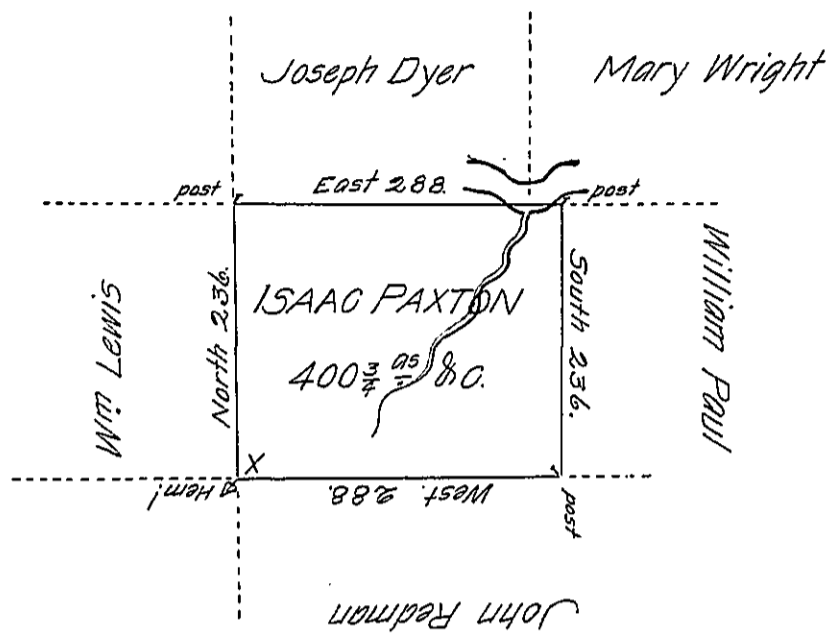 Joseph Dyer
Mary Wright
post
East 288.
post
Wm Lewis
North 236.
ISAAC PAXTON
400 3/4 as &c.
South 236.
William Paul
X
Hem!
West. 288.
post
John Redman